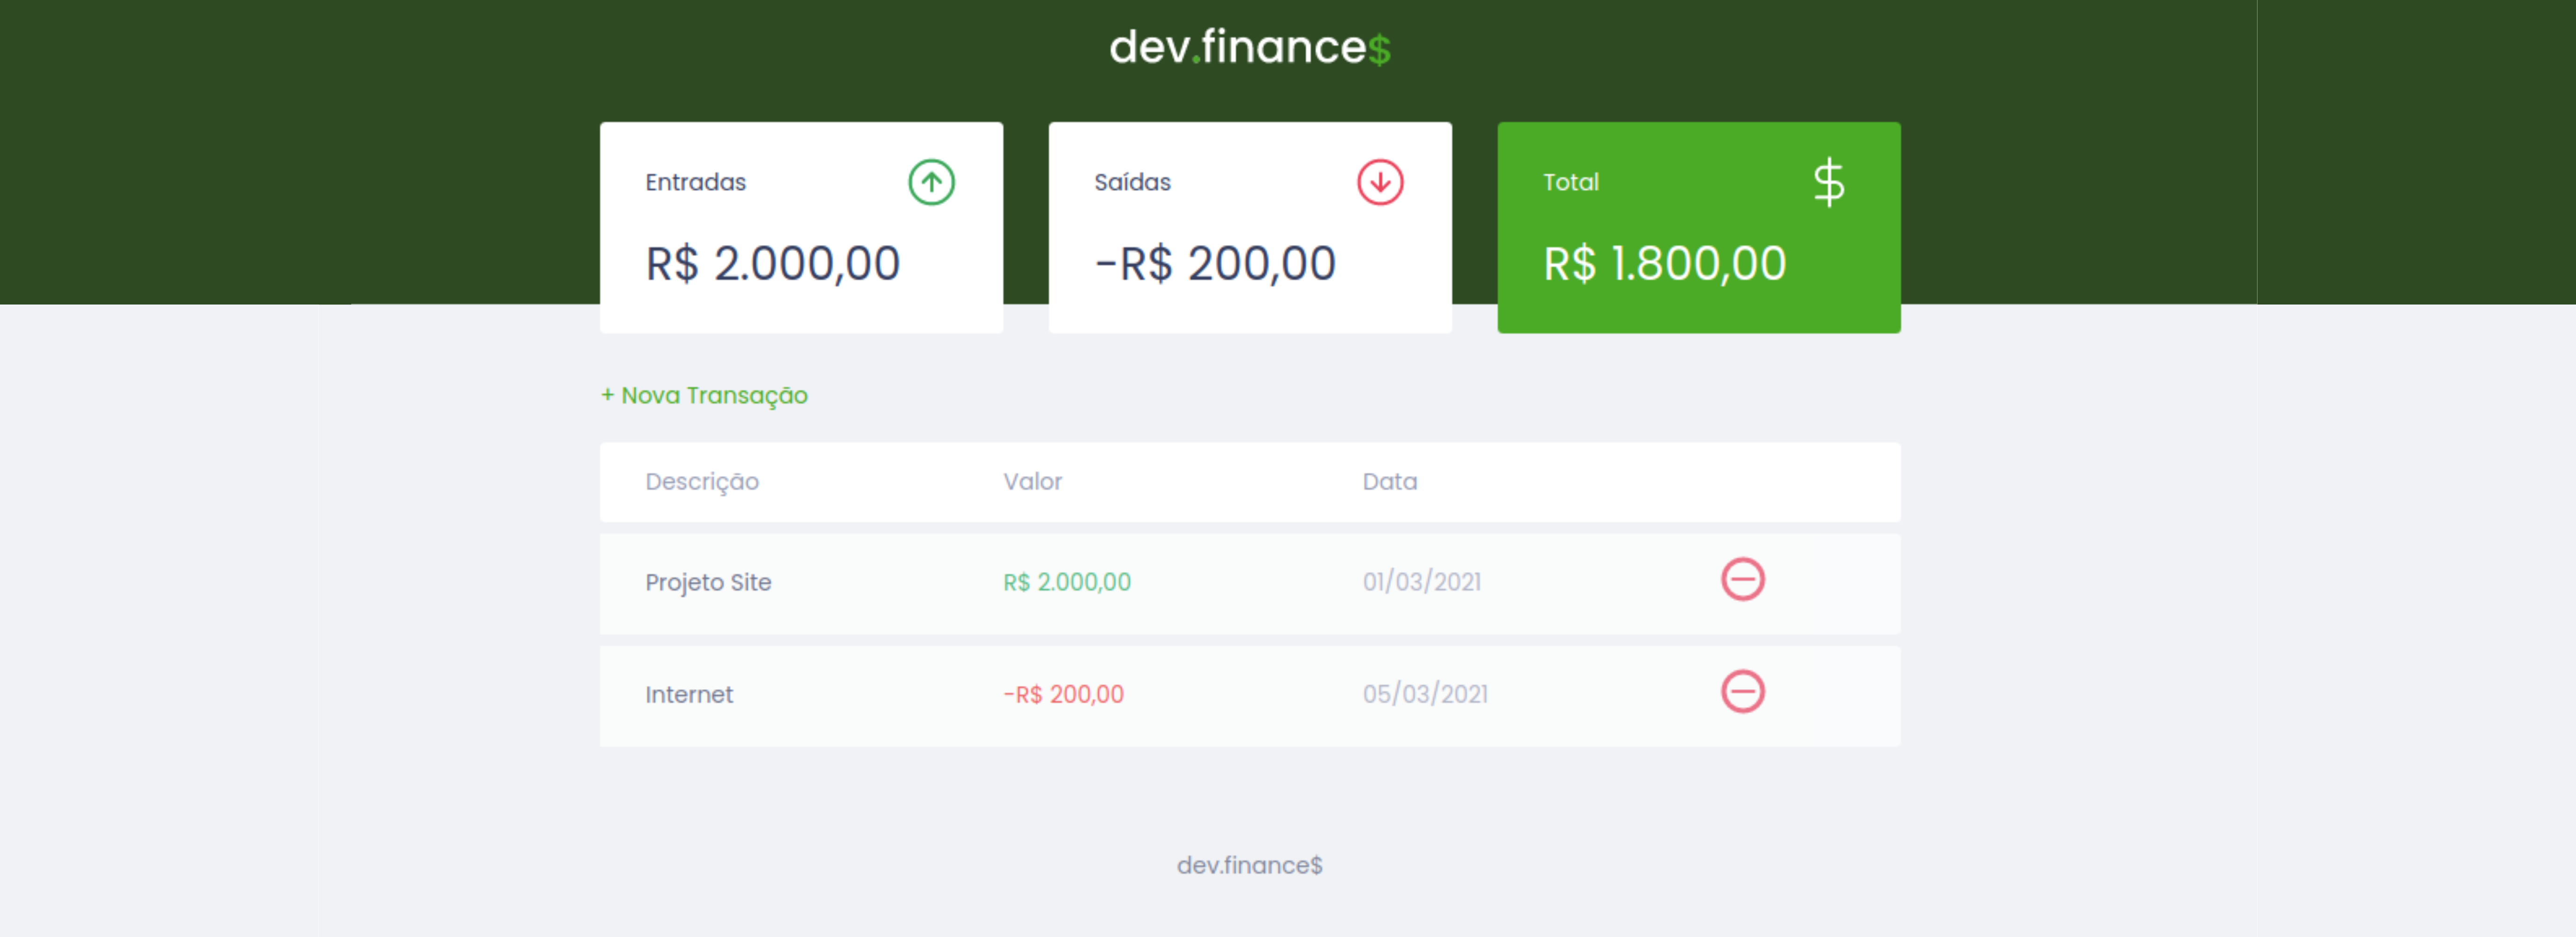 dev.finance$
Entradas
R$ 2.000,00
Saídas
-R$ 200,00
Total $
R$ 1.800,00
+ Nova Transação
Descrição Valor Data
Projeto Site R$ 2.000,00 01/03/2021
Internet -R$ 200,00 05/03/2021
dev.finance$